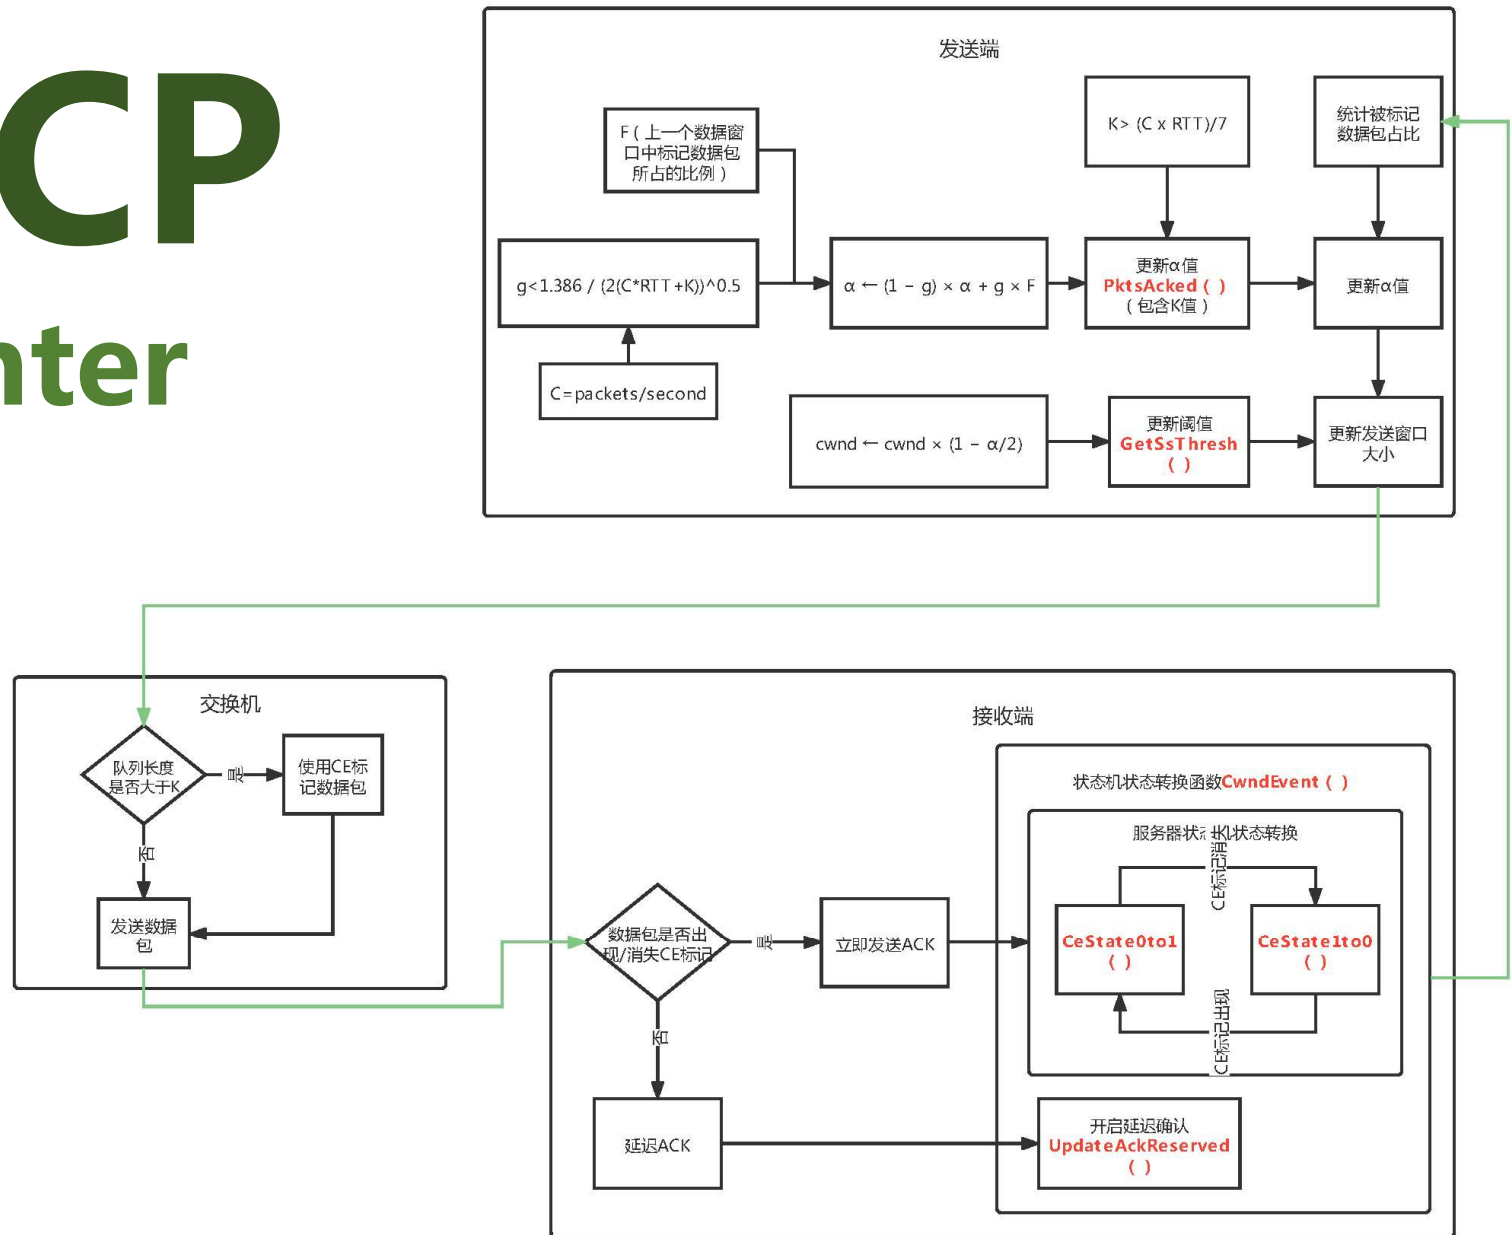 CP
nter
发送端
F（上一个数据窗
口中标记数据包
所占的比例）
K> (C x RTT)/7
统计被标记
数据包占比
g<1.386 / (2(C*RTT+K))^0.5
α ← (1 − g) × α + g × F
更新α值
PktsAcked（ ）
（包含K值）
更新α值
C=packets/second
cwnd ← cwnd × (1 − α/2)
更新阈值
GetSsThresh
（ ）
更新发送窗口
大小
交换机
队列长度
是否大于K
是
使用CE标
记数据包
否
发送数据
包
接收端
数据包是否出
现/消失CE标记
是
立即发送ACK
否
延迟ACK
状态机状态转换函数CwndEvent（ ）
服务器状态机状态转换
CE标记消失
CeState0to1
（ ）
CeState1to0
（ ）
CE标记出现
开启延迟确认
UpdateAckReserved
（ ）